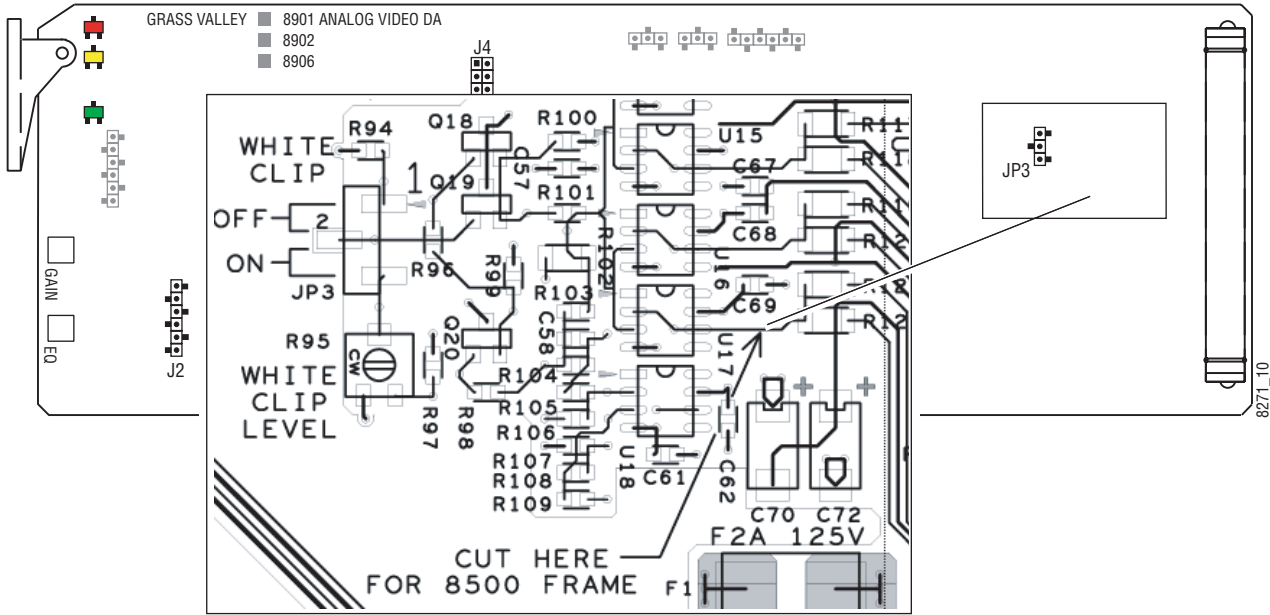 GRASS VALLEY 8901 ANALOG VIDEO DA
8902
8906
J4
JP3
GAIN
EQ
J2
8271_10
WHITE
CLIP
R94
1
OFF
2
ON
JP3
R95
CW
WHITE
CLIP
LEVEL
Q18
Q19
C57
R100
R101
R96
R99
R102
R103
Q20
C58
R104
R105
R106
R107
R108
R109
R97
R98
U15
U16
U17
U18
C67
C68
C69
C61
C62
C70
C72
F2A 125V
F1
CUT HERE
FOR 8500 FRAME